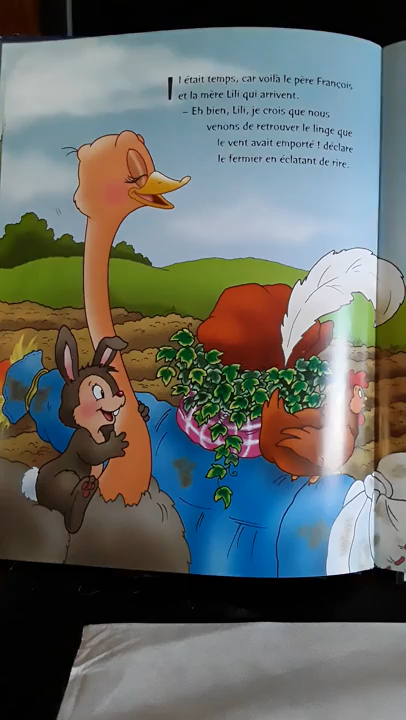 Il était temps, car voilà le père François
et la mère Lili qui arrivent.
– Eh bien, Lili, je crois que nous
venons de retrouver le linge que
le vent avait emporté ! déclare
le fermier en éclatant de rire.